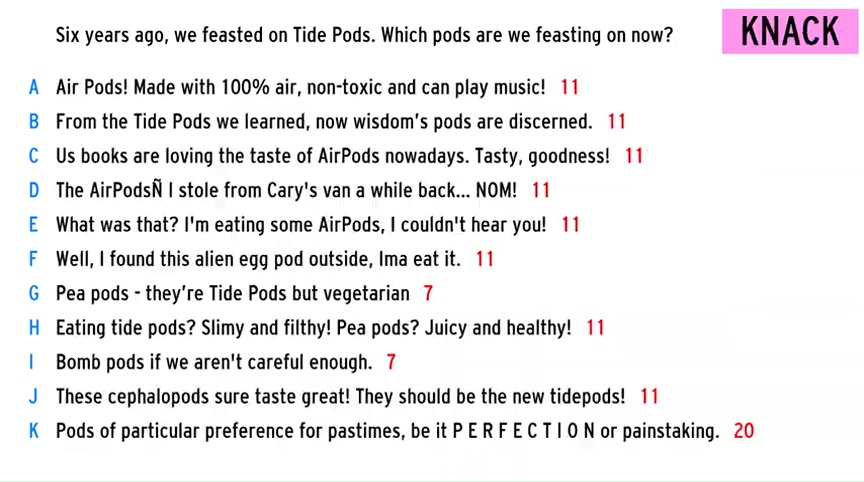 Six years ago, we feasted on Tide Pods. Which pods are we feasting on now?
KNACK
A Air Pods! Made with 100% air, non-toxic and can play music! 11
B From the Tide Pods we learned, now wisdom's pods are discerned. 11
C Us books are loving the taste of AirPods nowadays. Tasty, goodness! 11
D The AirPodsÑ I stole from Cary's van a while back... NOM! 11
E What was that? I'm eating some AirPods, I couldn't hear you! 11
F Well, I found this alien egg pod outside, Ima eat it. 11
G Pea pods - they're Tide Pods but vegetarian 7
H Eating tide pods? Slimy and filthy! Pea pods? Juicy and healthy! 11
I Bomb pods if we aren't careful enough. 7
J These cephalopods sure taste great! They should be the new tidepods! 11
K Pods of particular preference for pastimes, be it P E R F E C T I O N or painstaking. 20